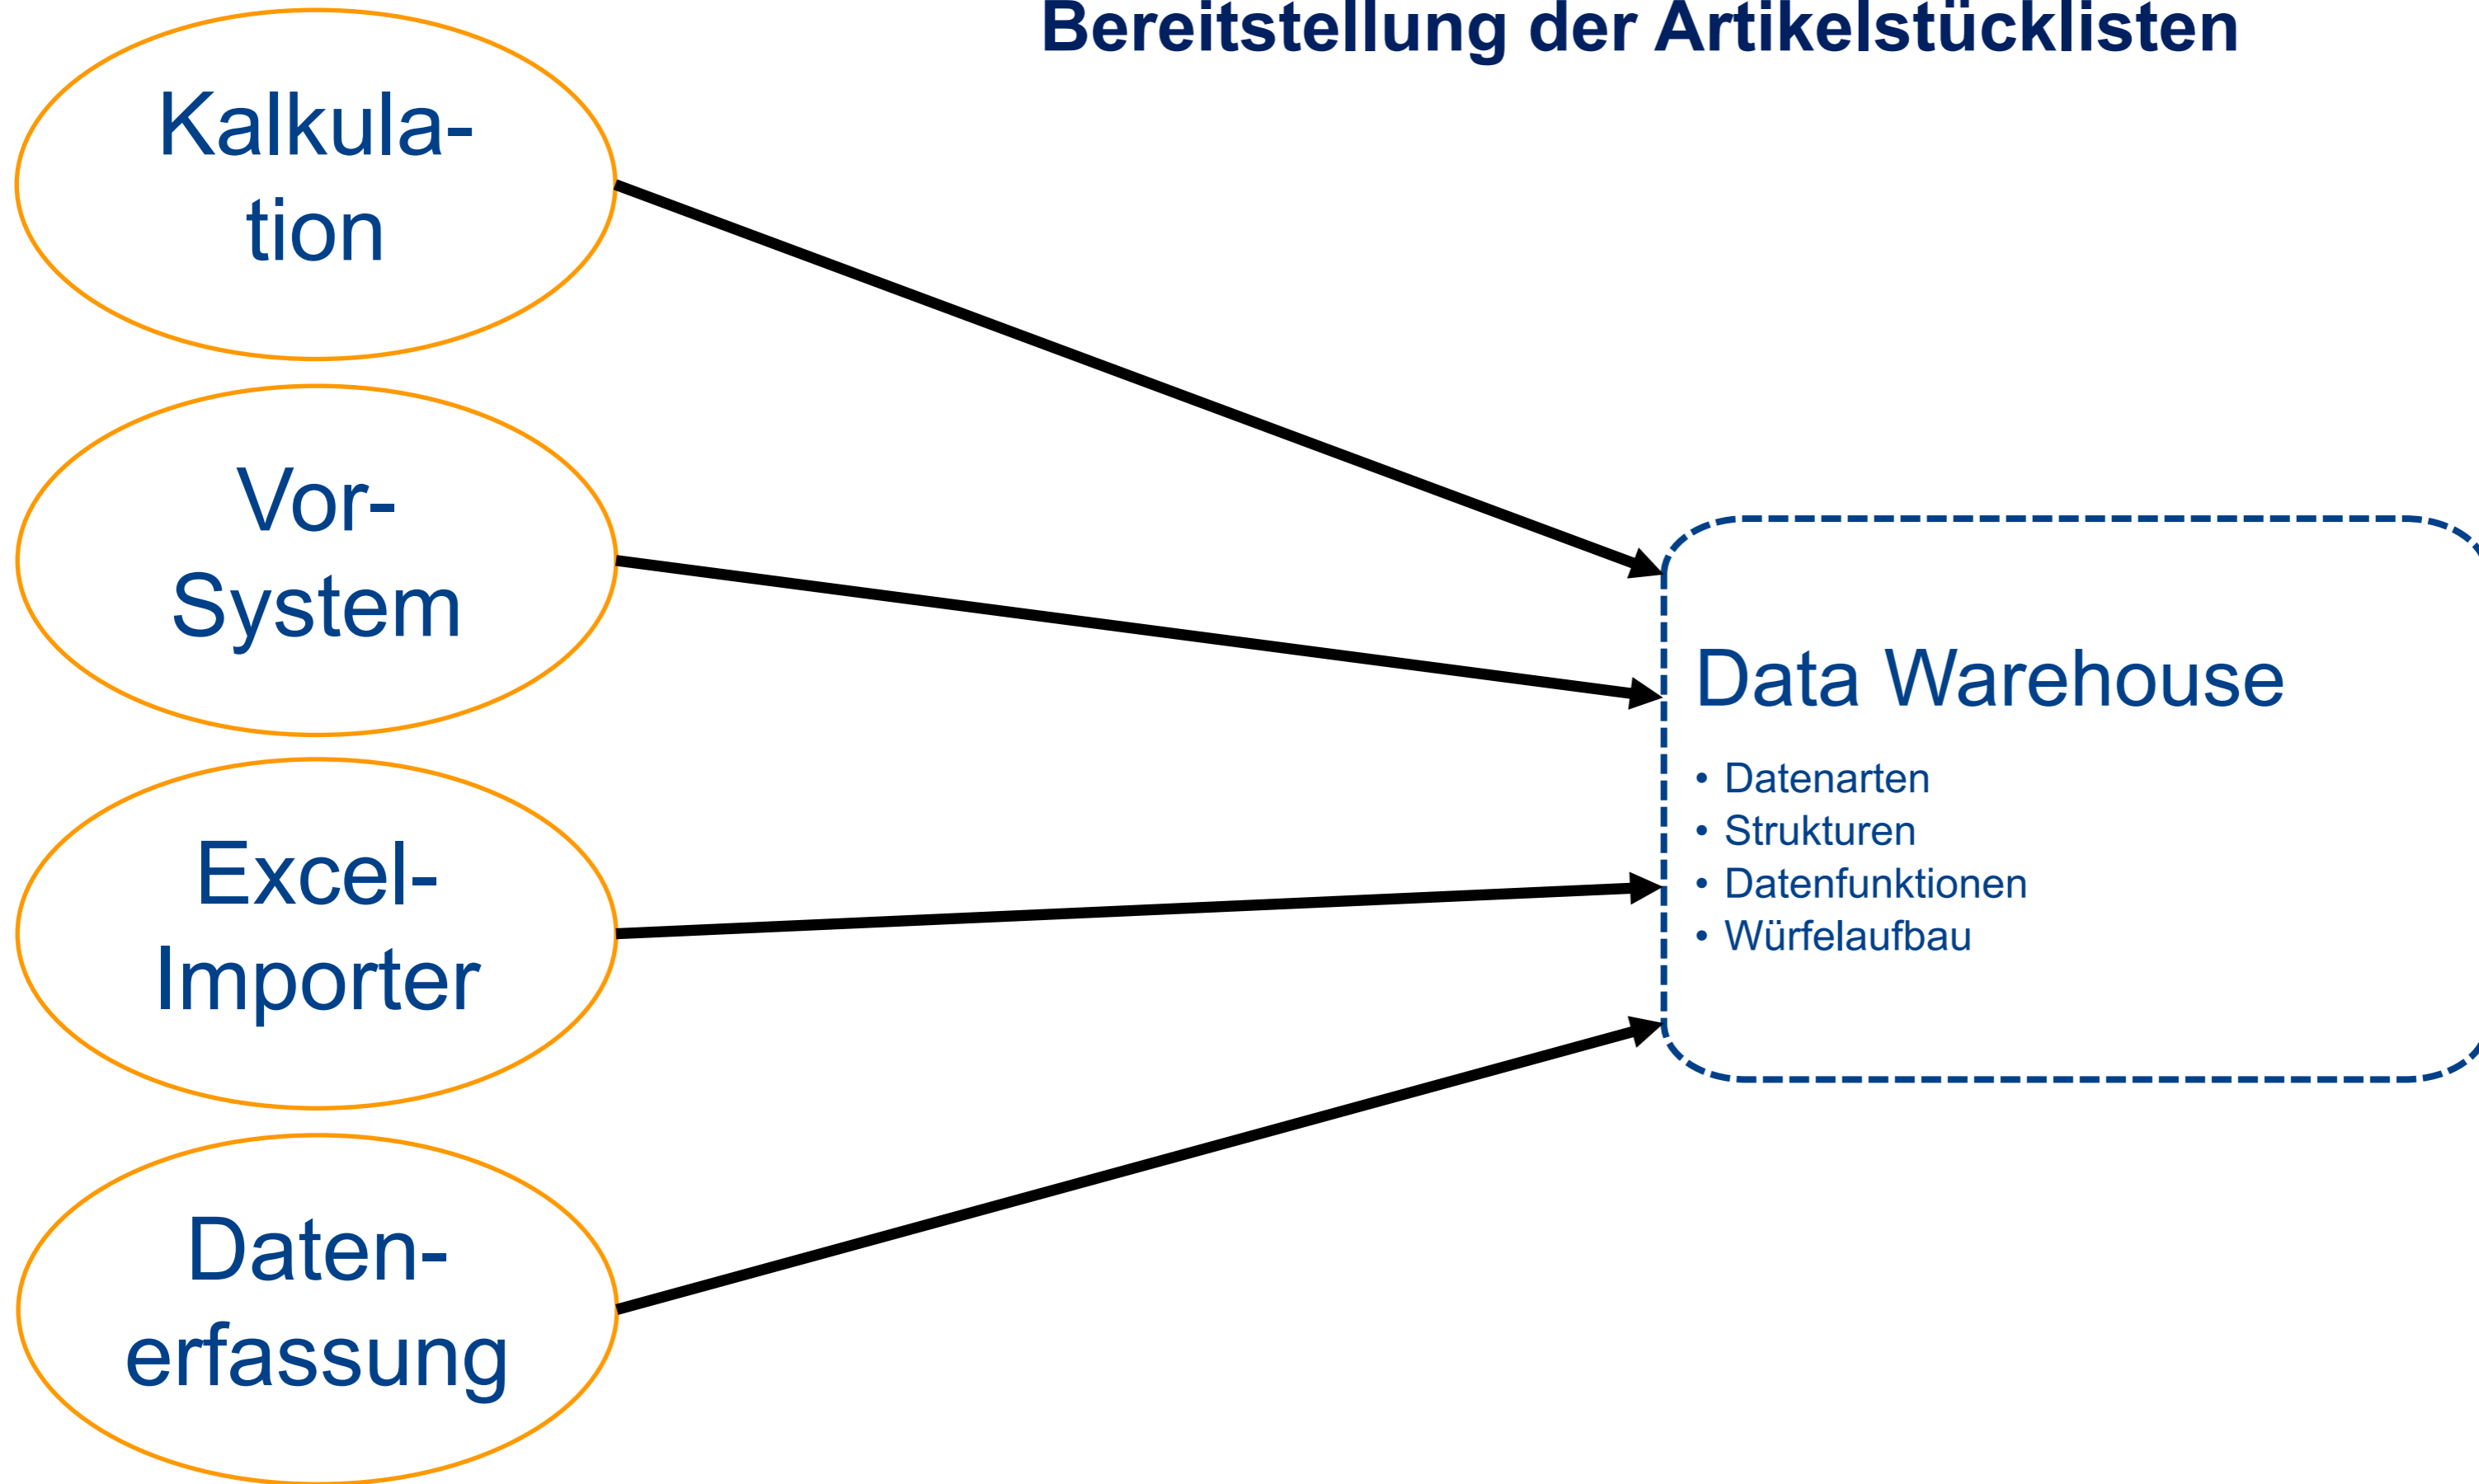 Bereitstellung der Artikelstücklisten
Kalkula-
tion
Vor-
System
Excel-
Importer
Daten-
erfassung
Data Warehouse
• Datenarten
• Strukturen
• Datenfunktionen
• Würfelaufbau